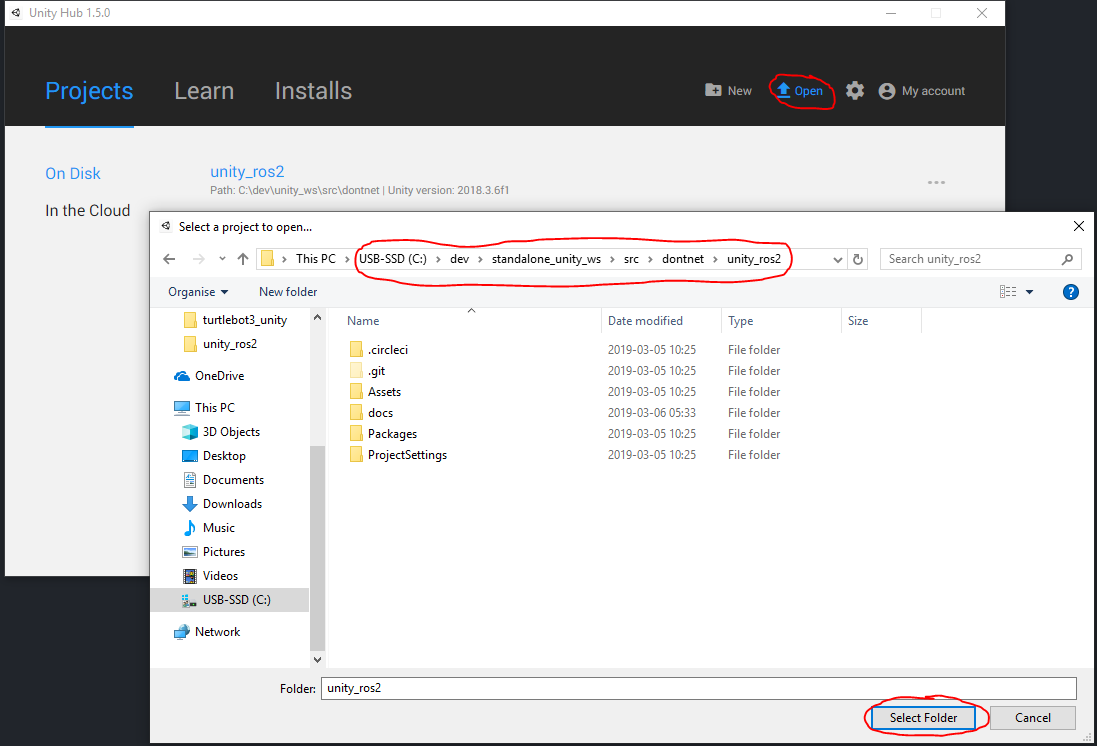 Unity Hub 1.5.0
Projects Learn Installs New Open My account
On Disk
In the Cloud
unity_ros2
Path: C:\dev\unity_ws\src\dontnet | Unity version: 2018.3.6f1
Select a project to open...
This PC > USB-SSD (C:) > dev > standalone_unity_ws > src > dontnet > unity_ros2
Search unity_ros2
Organise New folder
turtlebot3_unity
unity_ros2
OneDrive
This PC
3D Objects
Desktop
Documents
Downloads
Music
Pictures
Videos
USB-SSD (C:)
Network
Name Date modified Type Size
.circleci 2019-03-05 10:25 File folder
.git 2019-03-05 10:25 File folder
Assets 2019-03-05 10:25 File folder
docs 2019-03-06 05:33 File folder
Packages 2019-03-05 10:25 File folder
ProjectSettings 2019-03-05 10:25 File folder
Folder: unity_ros2
Select Folder Cancel